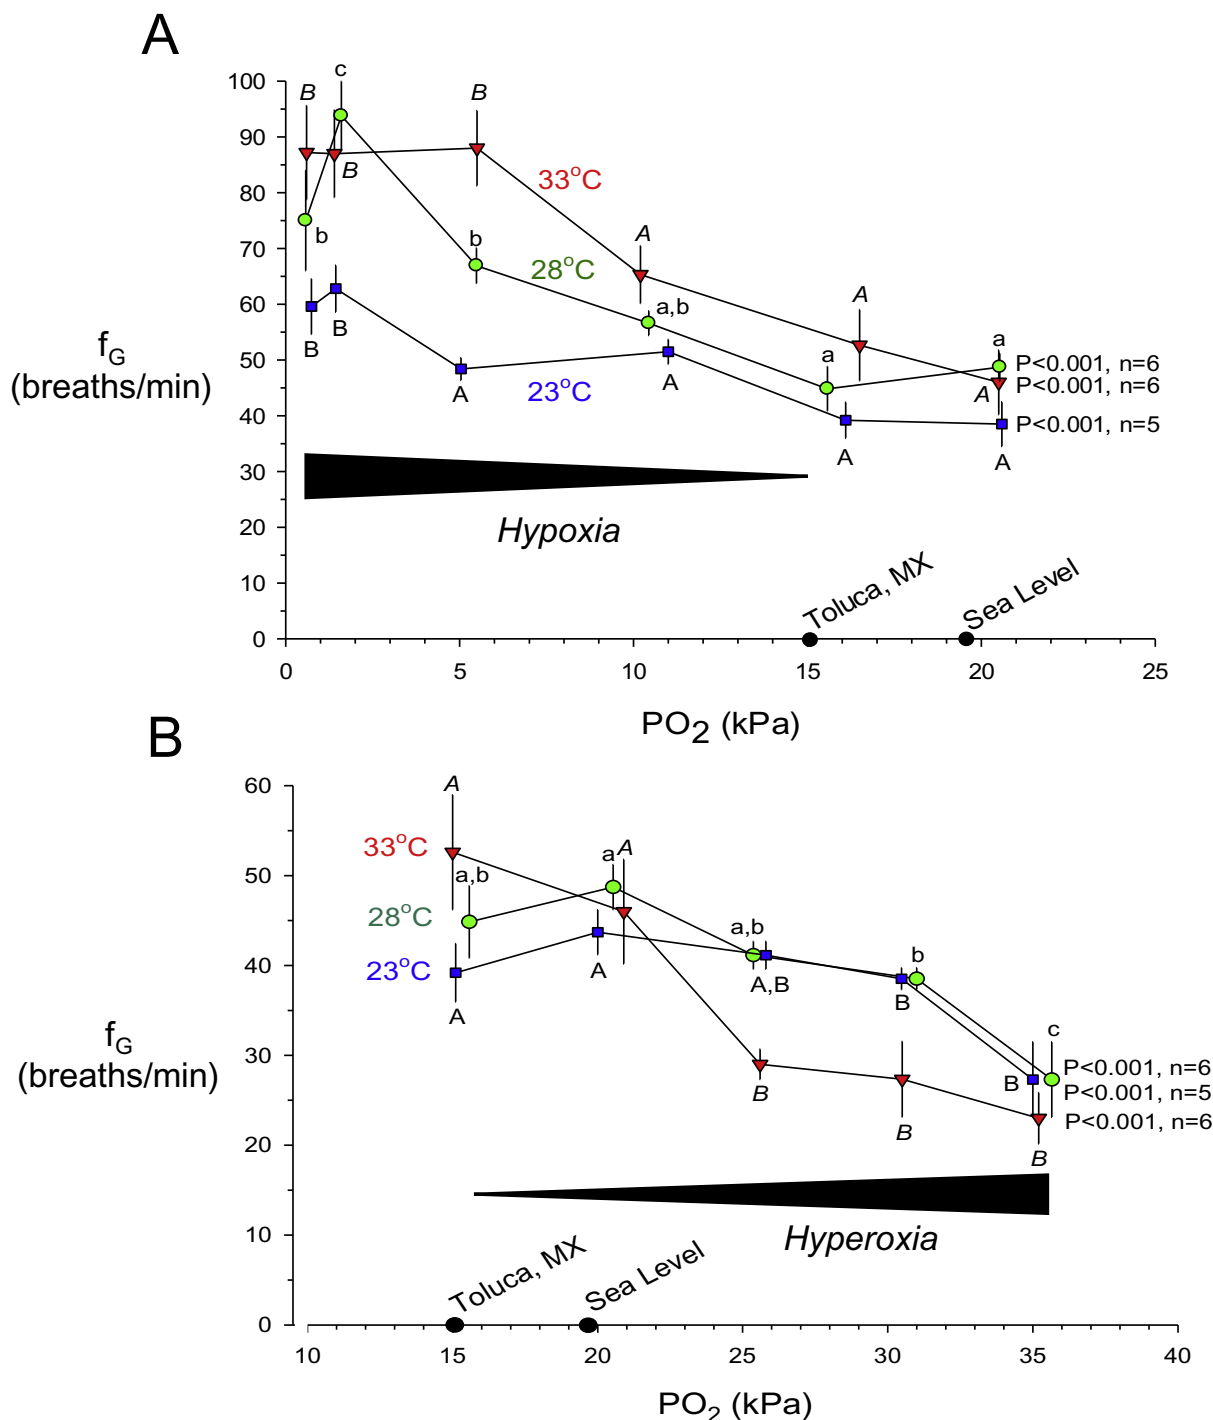 A
100
90
80
70
60
50
40
30
20
10
0
f_G
(breaths/min)
B
c
B
B
b
33°C
b
A
28°C
a,b
A
B
B
A
23°C
A
a
a
A
A
A
P<0.001, n=6
P<0.001, n=6
P<0.001, n=5
Hypoxia
Toluca, MX
Sea Level
0
5
10
15
20
25
PO2 (kPa)
B
60
50
40
30
20
10
0
f_G
(breaths/min)
A
33°C
a,b
a
A
28°C
23°C
A
A
a,b
A,B
b
B
c
B
B
B
B
P<0.001, n=6
P<0.001, n=5
P<0.001, n=6
Hyperoxia
Toluca, MX
Sea Level
10
15
20
25
30
35
40
PO2 (kPa)